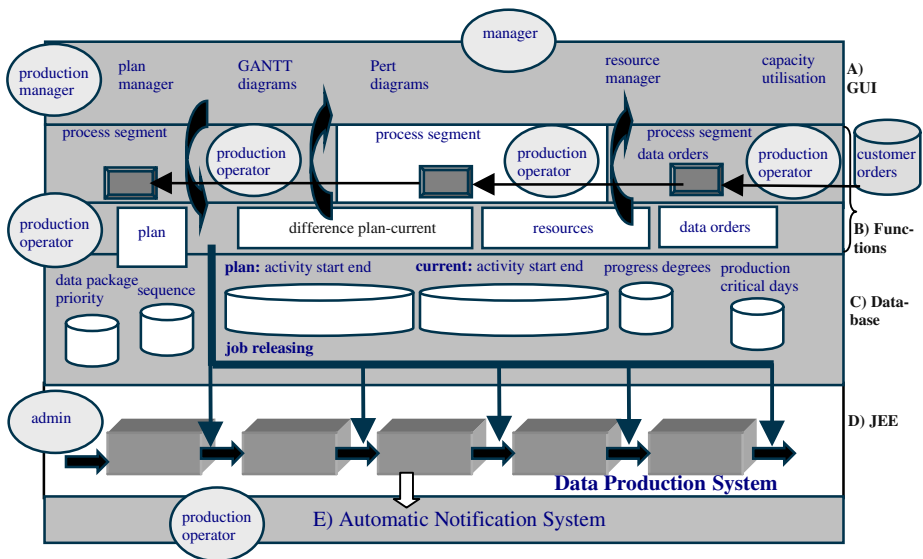 manager
production
manager
plan
manager
GANTT
diagrams
Pert
diagrams
resource
manager
capacity
utilisation
A)
GUI
process segment
production
operator
process segment
production
operator
process segment
data orders
production
operator
customer
orders
production
operator
plan
difference plan-current
resources
data orders
B) Func-
tions
data package
priority
sequence
plan: activity start end
current: activity start end
progress degrees
production
critical days
C) Data-
base
job releasing
admin
D) JEE
Data Production System
production
operator
E) Automatic Notification System